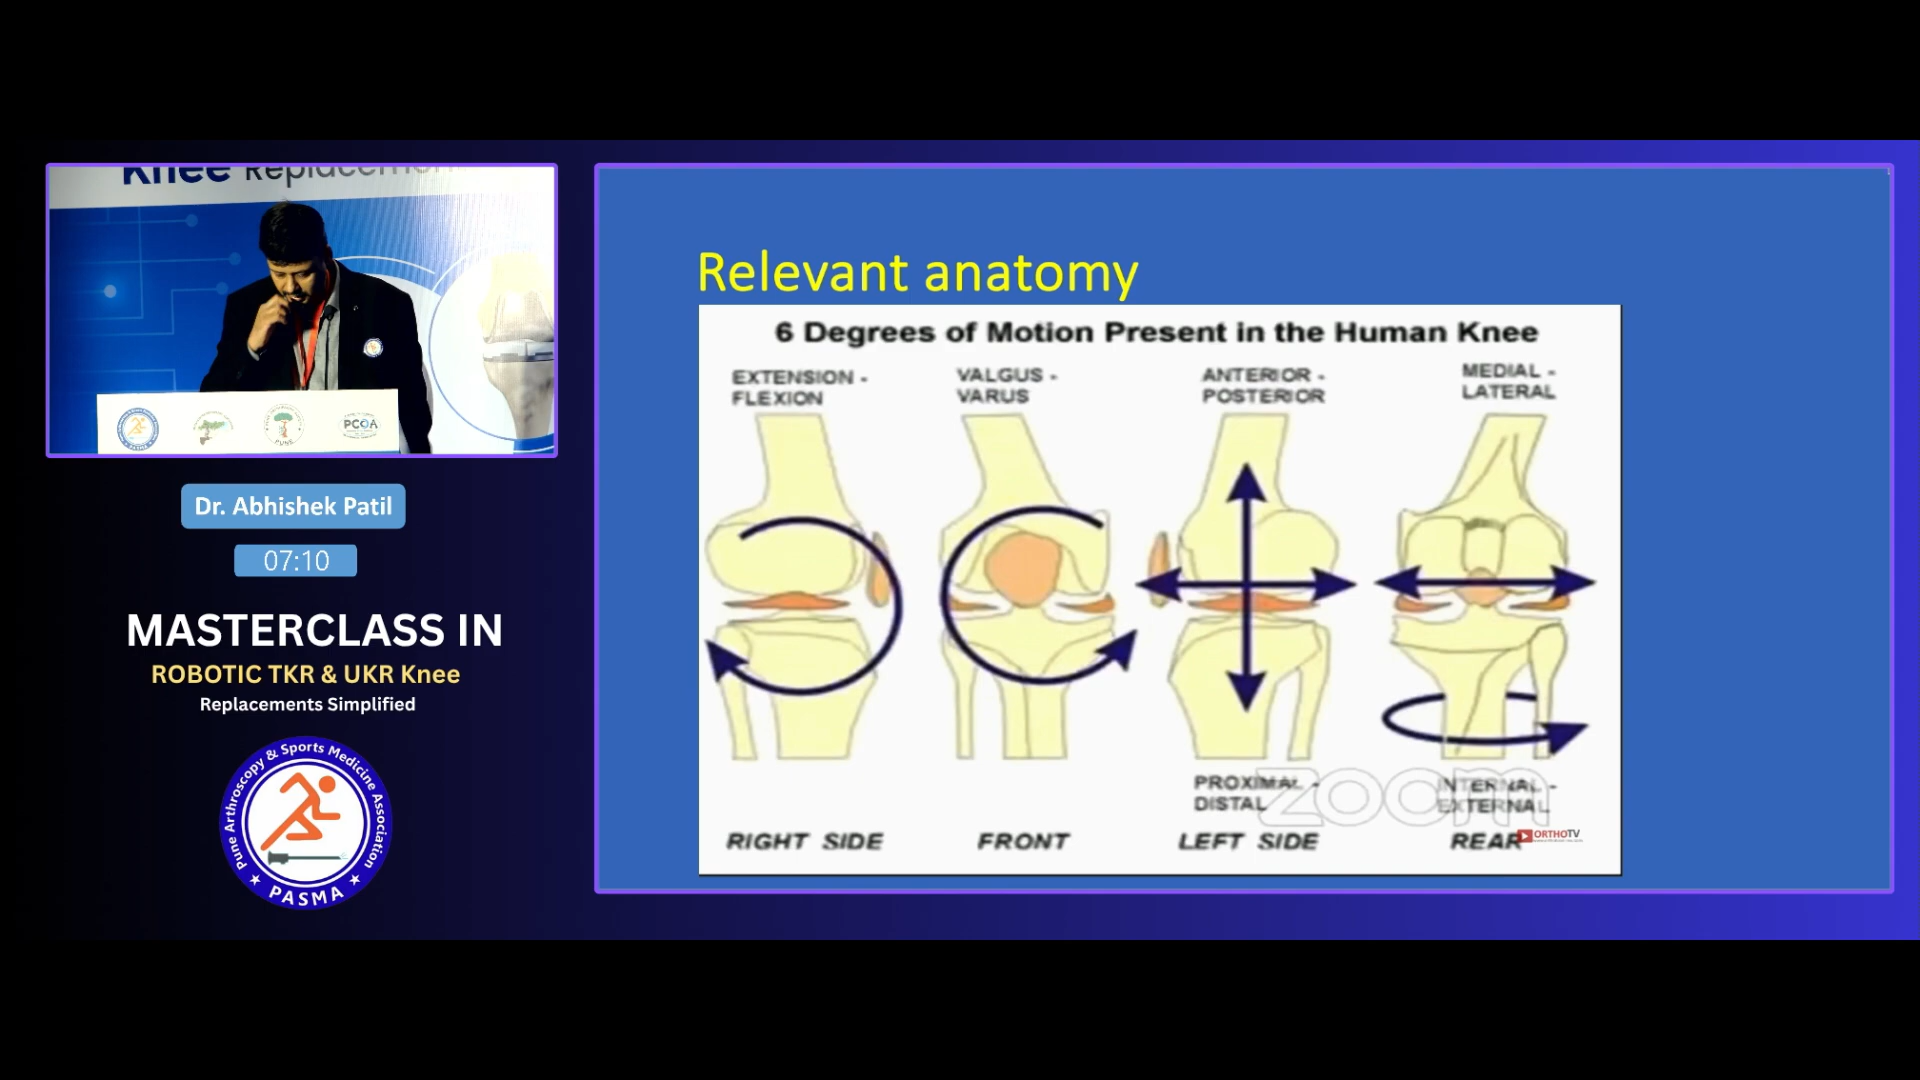 Knee Replacement
PCOA
PUNE
Dr. Abhishek Patil
07:10
MASTERCLASS IN
ROBOTIC TKR & UKR Knee
Replacements Simplified
Pune Arthroscopy & Sports Medicine Association
PASMA
Relevant anatomy
6 Degrees of Motion Present in the Human Knee
EXTENSION -
FLEXION
VALGUS -
VARUS
ANTERIOR -
POSTERIOR
MEDIAL -
LATERAL
PROXIMAL -
DISTAL
INTERNAL -
EXTERNAL
zoom
RIGHT SIDE
FRONT
LEFT SIDE
REAR
ORTHOTV